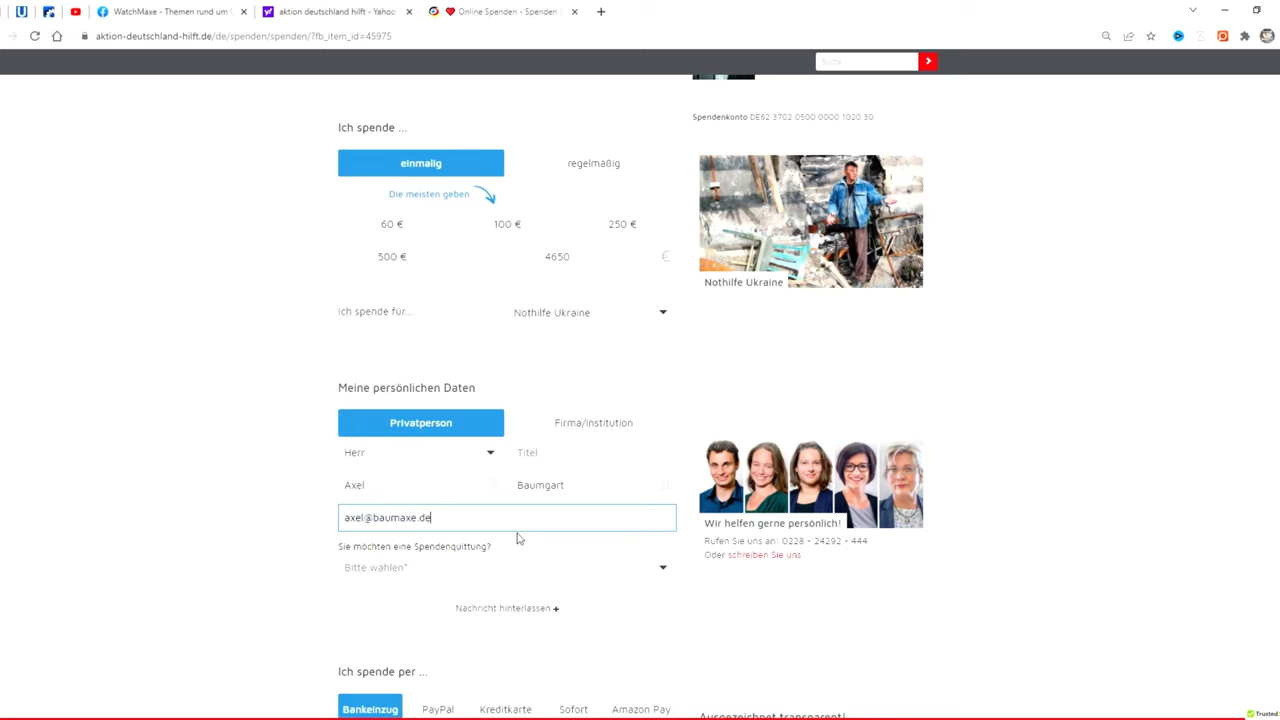 WatchMaxe - Themen rund um
aktion deutschland hilft - Yahoo
Online Spenden - Spenden S
aktion-deutschland-hilft.de/de/spenden/spenden/?fb_item_id=45975
Suche...
Ich spende ...
einmalig
regelmäßig
Die meisten geben
60 €
100 €
250 €
500 €
4650
€
Ich spende für...
Nothilfe Ukraine
Meine persönlichen Daten
Privatperson
Firma/Institution
Herr
Titel
Axel
Baumgart
axel@baumaxe.de
Sie möchten eine Spendenquittung?
Bitte wählen*
Nachricht hinterlassen +
Ich spende per ...
Bankeinzug
PayPal
Kreditkarte
Sofort
Amazon Pay
Spendenkonto DE62 3702 0500 0000 1020 30
Nothilfe Ukraine
Wir helfen gerne persönlich!
Rufen Sie uns an: 0228 - 24292 - 444
Oder schreiben Sie uns
Ausgezeichnet transparent!
Trusted